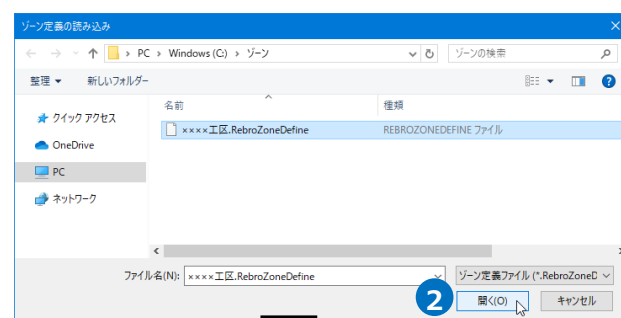 ゾーン定義の読み込み
PC › Windows (C:) › ゾーン
ゾーンの検索
整理 新しいフォルダー
名前 種類
クイック アクセス
××××工区.RebroZoneDefine REBROZONEDEFINE ファイル
OneDrive
PC
ネットワーク
ファイル名(N): ××××工区.RebroZoneDefine ゾーン定義ファイル (*.RebroZoneD
2 開く(O) キャンセル